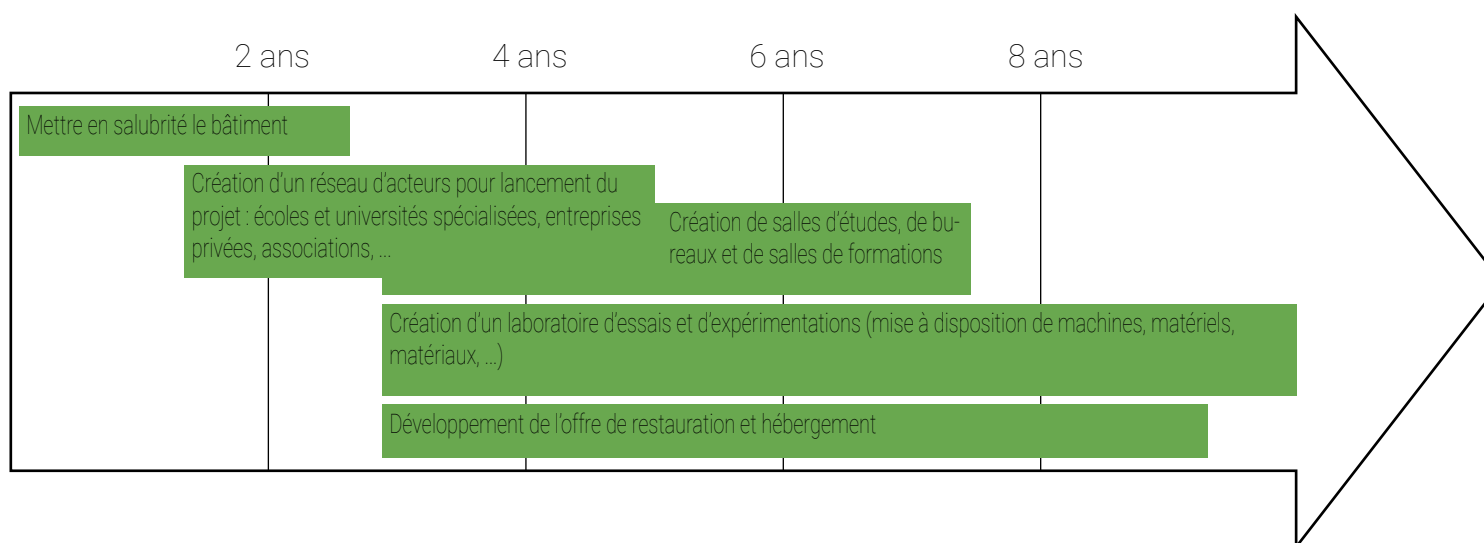 2 ans
4 ans
6 ans
8 ans
Mettre en salubrité le bâtiment
Création d'un réseau d'acteurs pour lancement du
projet : écoles et universités spécialisées, entreprises
privées, associations, ...
Création de salles d'études, de bu-
reaux et de salles de formations
Création d'un laboratoire d'essais et d'expérimentations (mise à disposition de machines, matériels,
matériaux, ...)
Développement de l'offre de restauration et hébergement